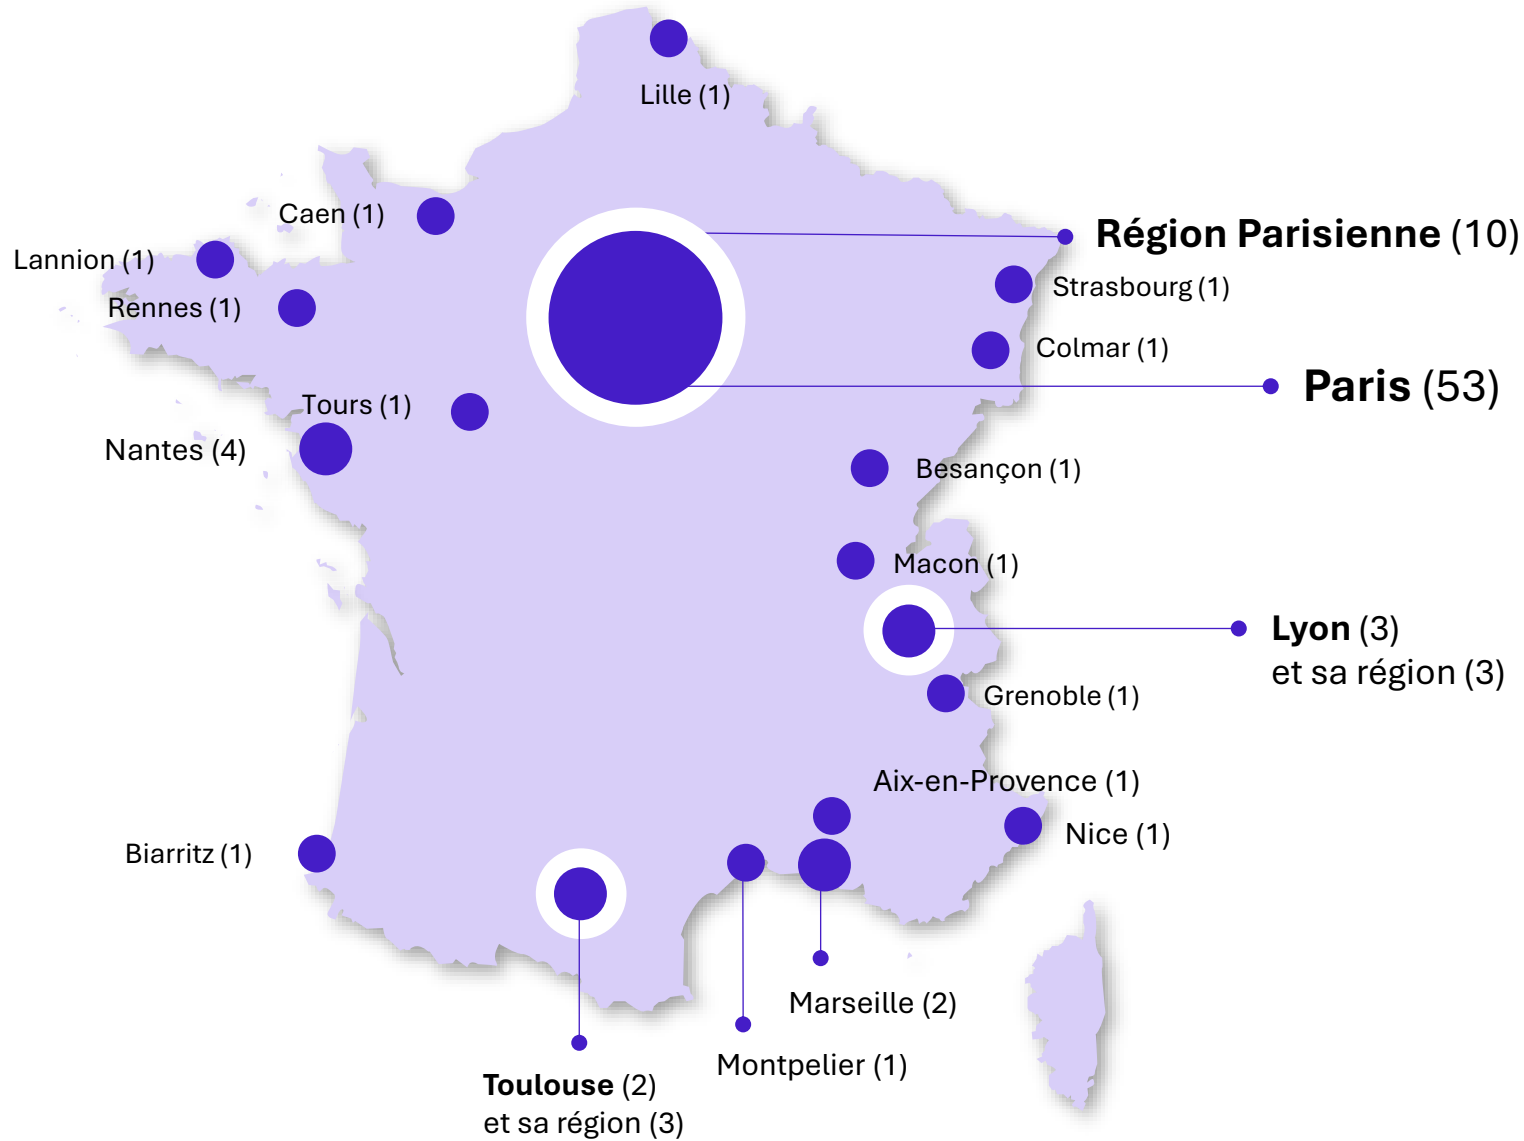 Lille (1)
Caen (1)
Région Parisienne (10)
Lannion (1)
Strasbourg (1)
Rennes (1)
Colmar (1)
Paris (53)
Tours (1)
Nantes (4)
Besançon (1)
Macon (1)
Lyon (3)
et sa région (3)
Grenoble (1)
Aix-en-Provence (1)
Nice (1)
Biarritz (1)
Marseille (2)
Montpelier (1)
Toulouse (2)
et sa région (3)